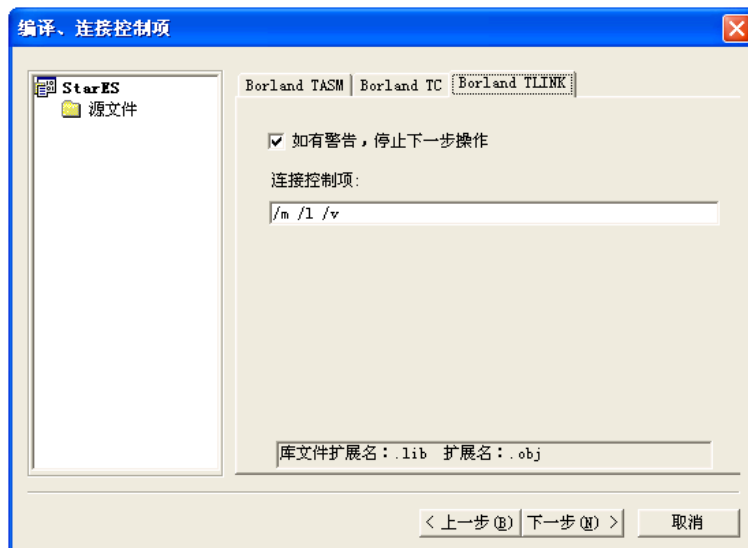 编译、连接控制项
StarES
源文件
Borland TASM Borland TC Borland TLINK
如有警告，停止下一步操作
连接控制项:
/m /l /v
库文件扩展名：.lib 扩展名：.obj
< 上一步(B) 下一步(N) > 取消